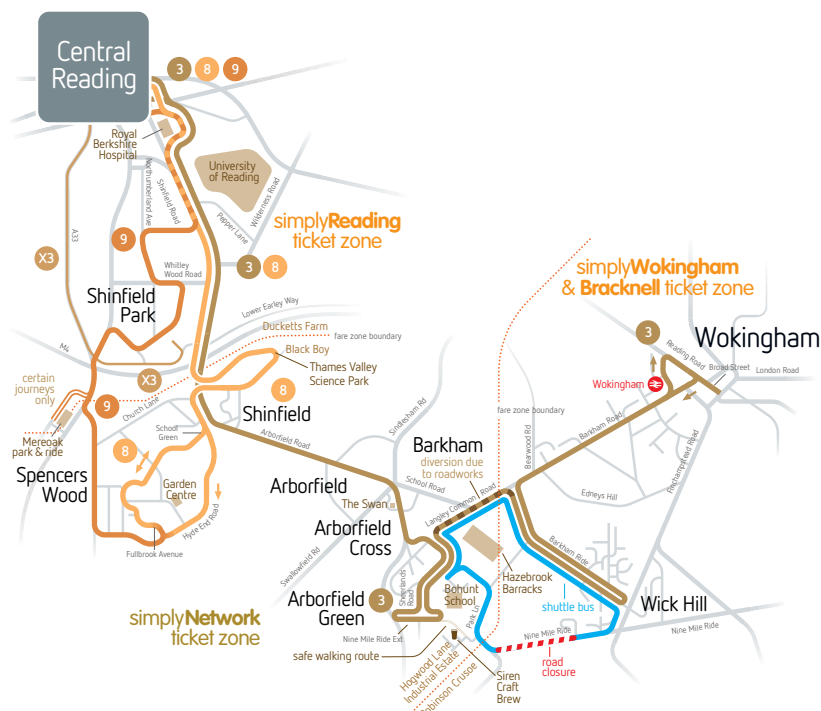 Central
Reading
3
8
9
Royal
Berkshire
Hospital
University
of Reading
Northumberland Ave
Shinfield Road
Wilderness Road
Pepper Lane
A33
simplyReading
ticket zone
9
X3
3
8
Whitley
Wood Road
simplyWokingham
& Bracknell ticket zone
Shinfield
Park
Lower Earley Way
Ducketts Farm
fare zone boundary
3
Wokingham
Reading Road
Broad Street
London Road
M4
Black Boy
Thames Valley
Science Park
Wokingham
certain
journeys
only
X3
8
9
Church Lane
Shinfield
Sindlesham Rd
fare zone boundary
Bearwood Rd
Barkham Road
Finchampstead Road
School
Green
Mereoak
park & ride
8
Arborfield Road
Barkham
diversion due
to roadworks
Spencers
Wood
Garden
Centre
Arborfield
School Road
Langley Common Road
Edneys Hill
The Swan
Hyde End Road
Arborfield
Cross
Fullbrook Avenue
Swallowfield Rd
Barkham Ride
Hazebrook
Barracks
Bohunt
School
shuttle bus
Wick Hill
3
Arborfield
Green
Sheerlands
Road
Park Ln
simplyNetwork
ticket zone
Nine Mile Ride Ext
Nine Mile Ride
Nine Mile Ride
safe walking route
road
closure
Hogwood Lane
Industrial Estate
Robinson Crusoe
Siren
Craft
Brew